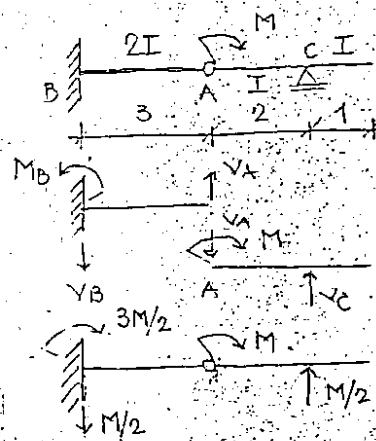 M
2I C I
B A I
3 2 1
M_B V_A
V_A
M
V_B A V_C
3M/2
M
M/2 M/2